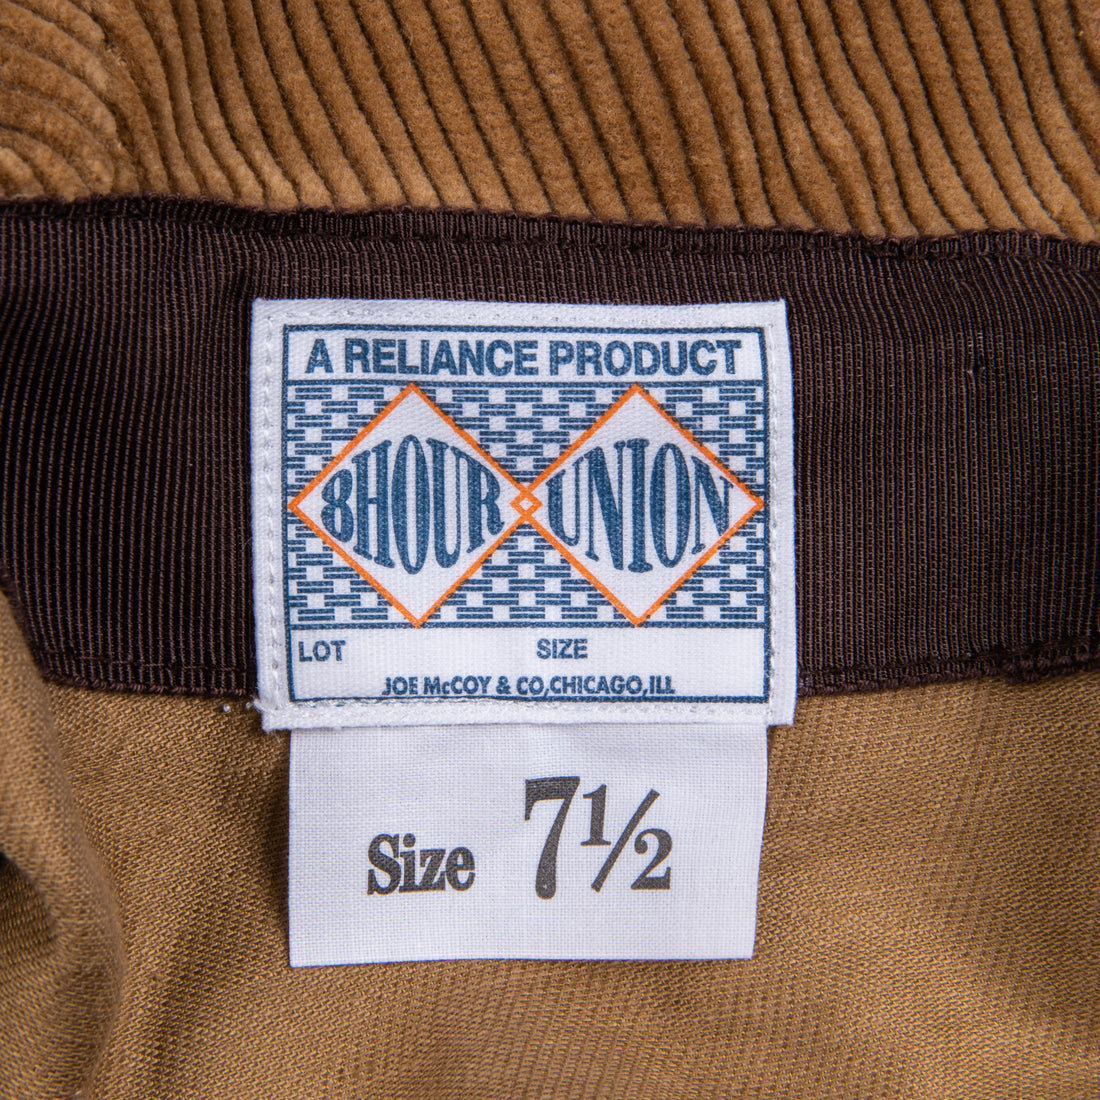 A RELIANCE PRODUCT
8HOUR UNION
LOT SIZE
JOE McCOY & CO,CHICAGO,ILL
Size 7½